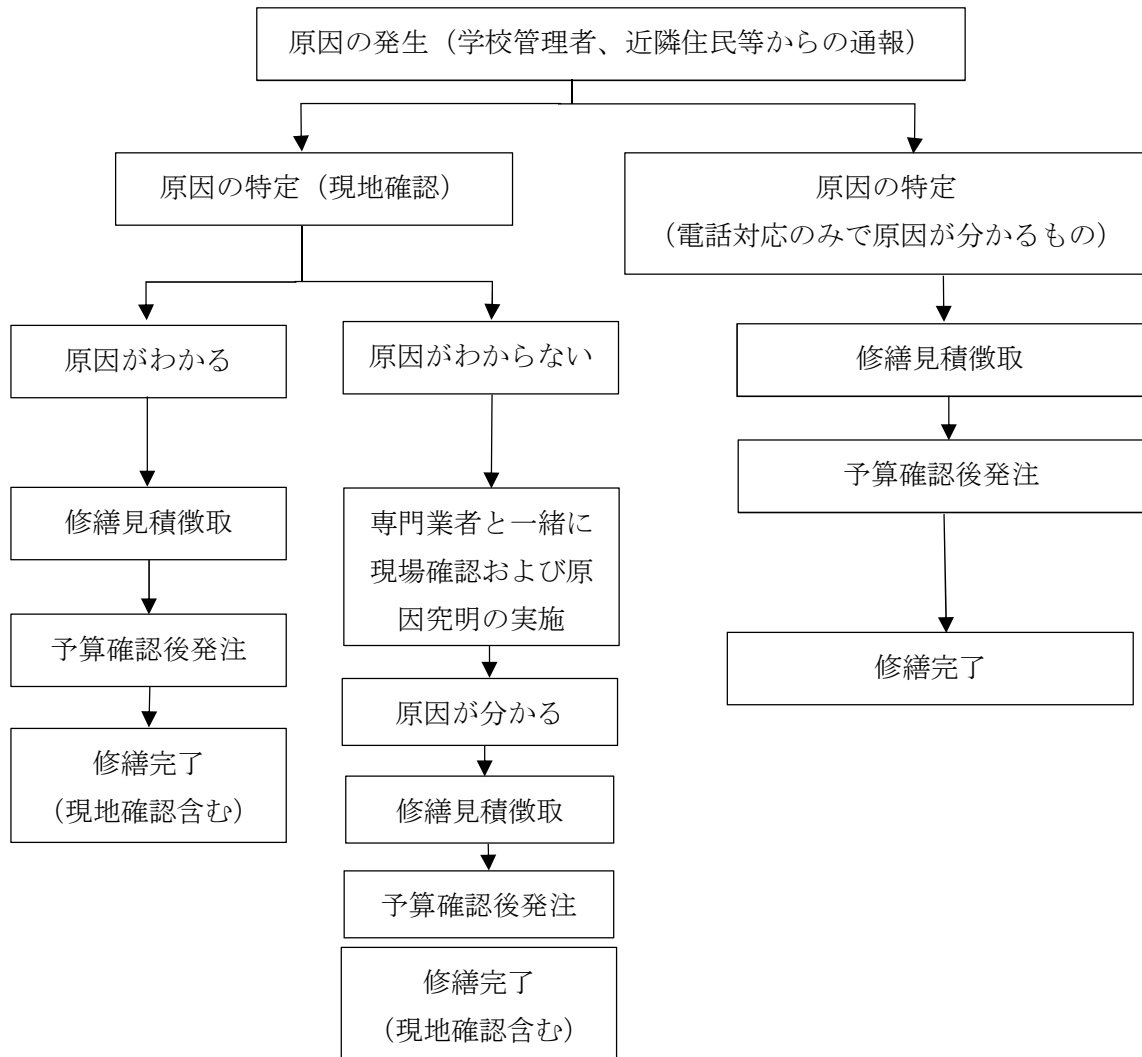 原因の発生（学校管理者、近隣住民等からの通報）
原因の特定（現地確認）
原因の特定
（電話対応のみで原因が分かるもの）
原因がわかる
原因がわからない
修繕見積徴取
予算確認後発注
修繕見積徴取
専門業者と一緒に
現場確認および原
因究明の実施
予算確認後発注
修繕完了
原因が分かる
修繕完了
（現地確認含む）
修繕見積徴取
予算確認後発注
修繕完了
（現地確認含む）